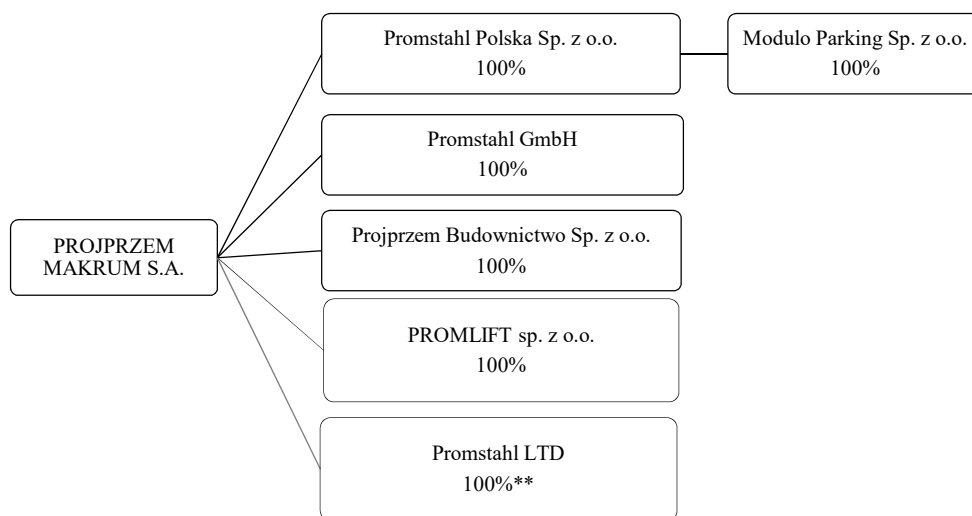 Promstahl Polska Sp. z o.o.
100%
Modulo Parking Sp. z o.o.
100%
Promstahl GmbH
100%
PROJPRZEM
MAKRUM S.A.
Projprzem Budownictwo Sp. z o.o.
100%
PROMLIFT sp. z o.o.
100%
Promstahl LTD
100%**